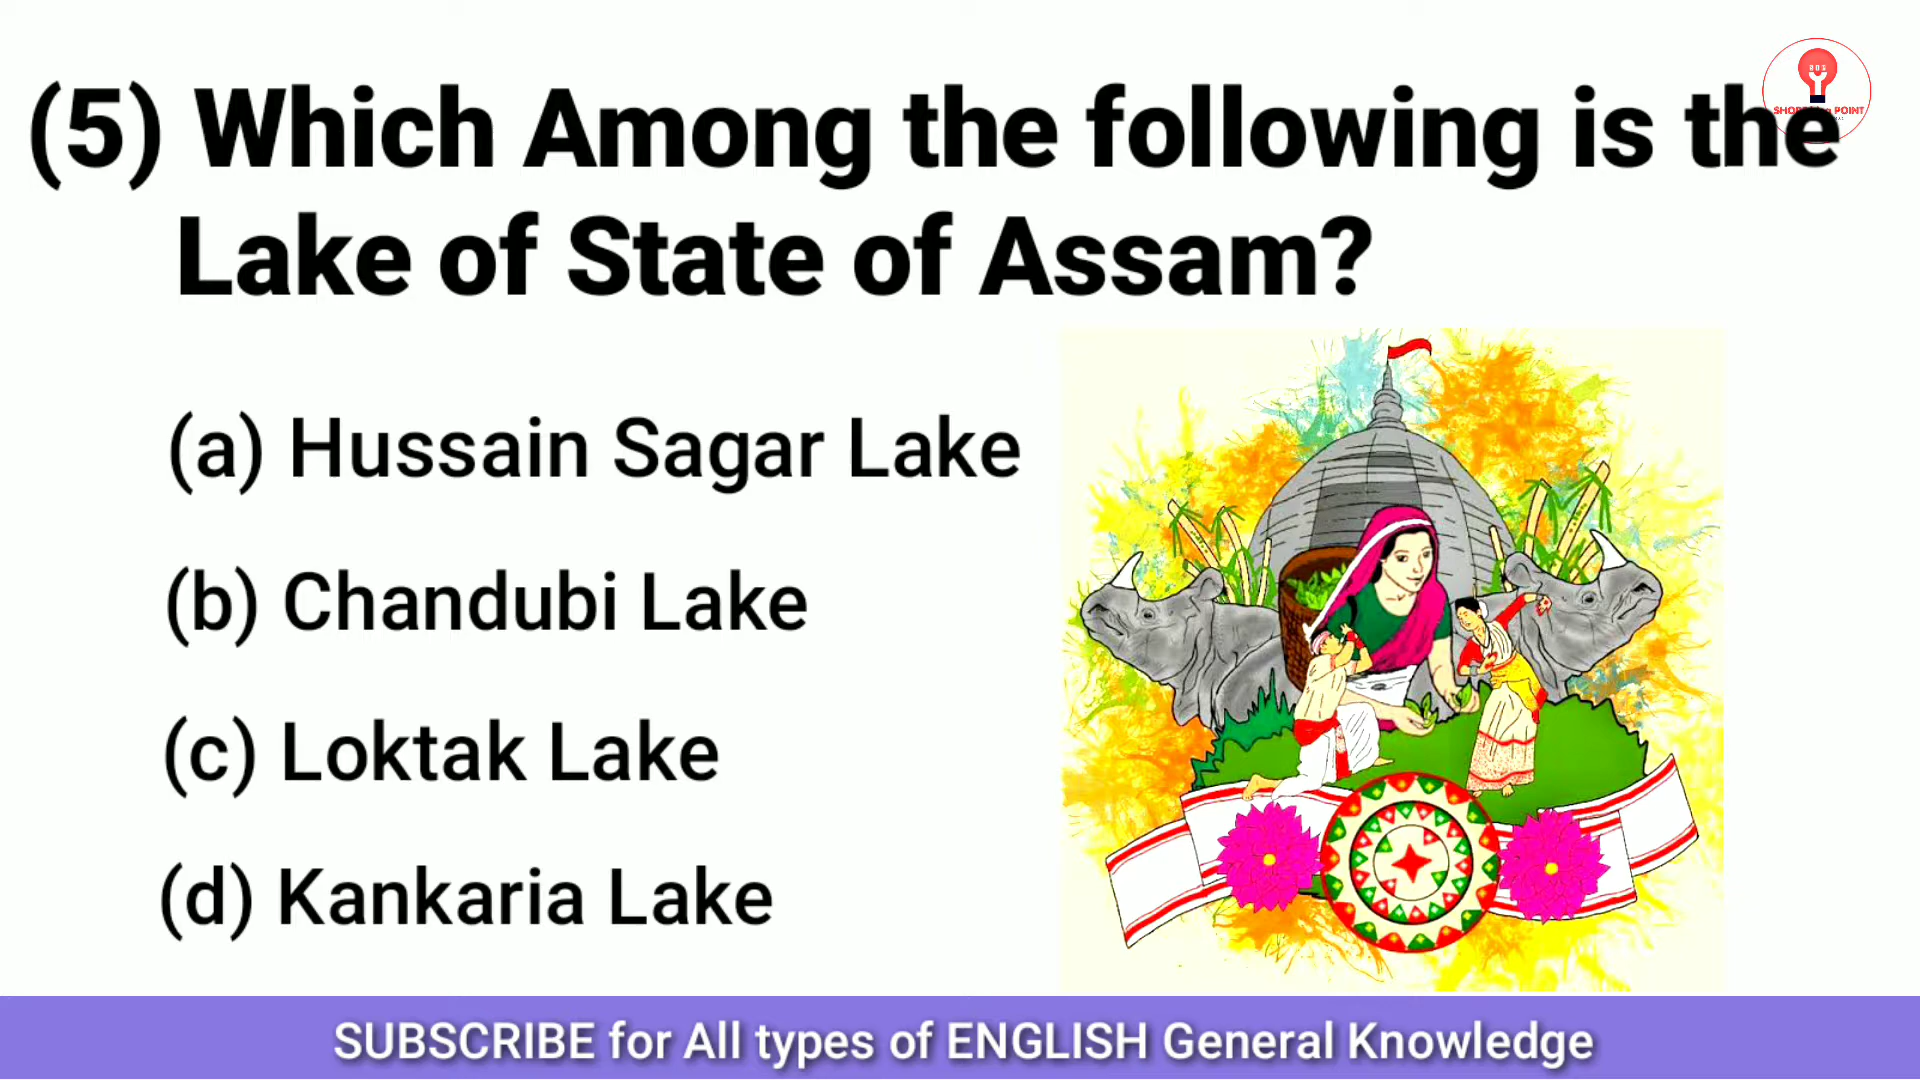 (5) Which Among the following is the
Lake of State of Assam?
(a) Hussain Sagar Lake
(b) Chandubi Lake
(c) Loktak Lake
(d) Kankaria Lake
SUBSCRIBE for All types of ENGLISH General Knowledge